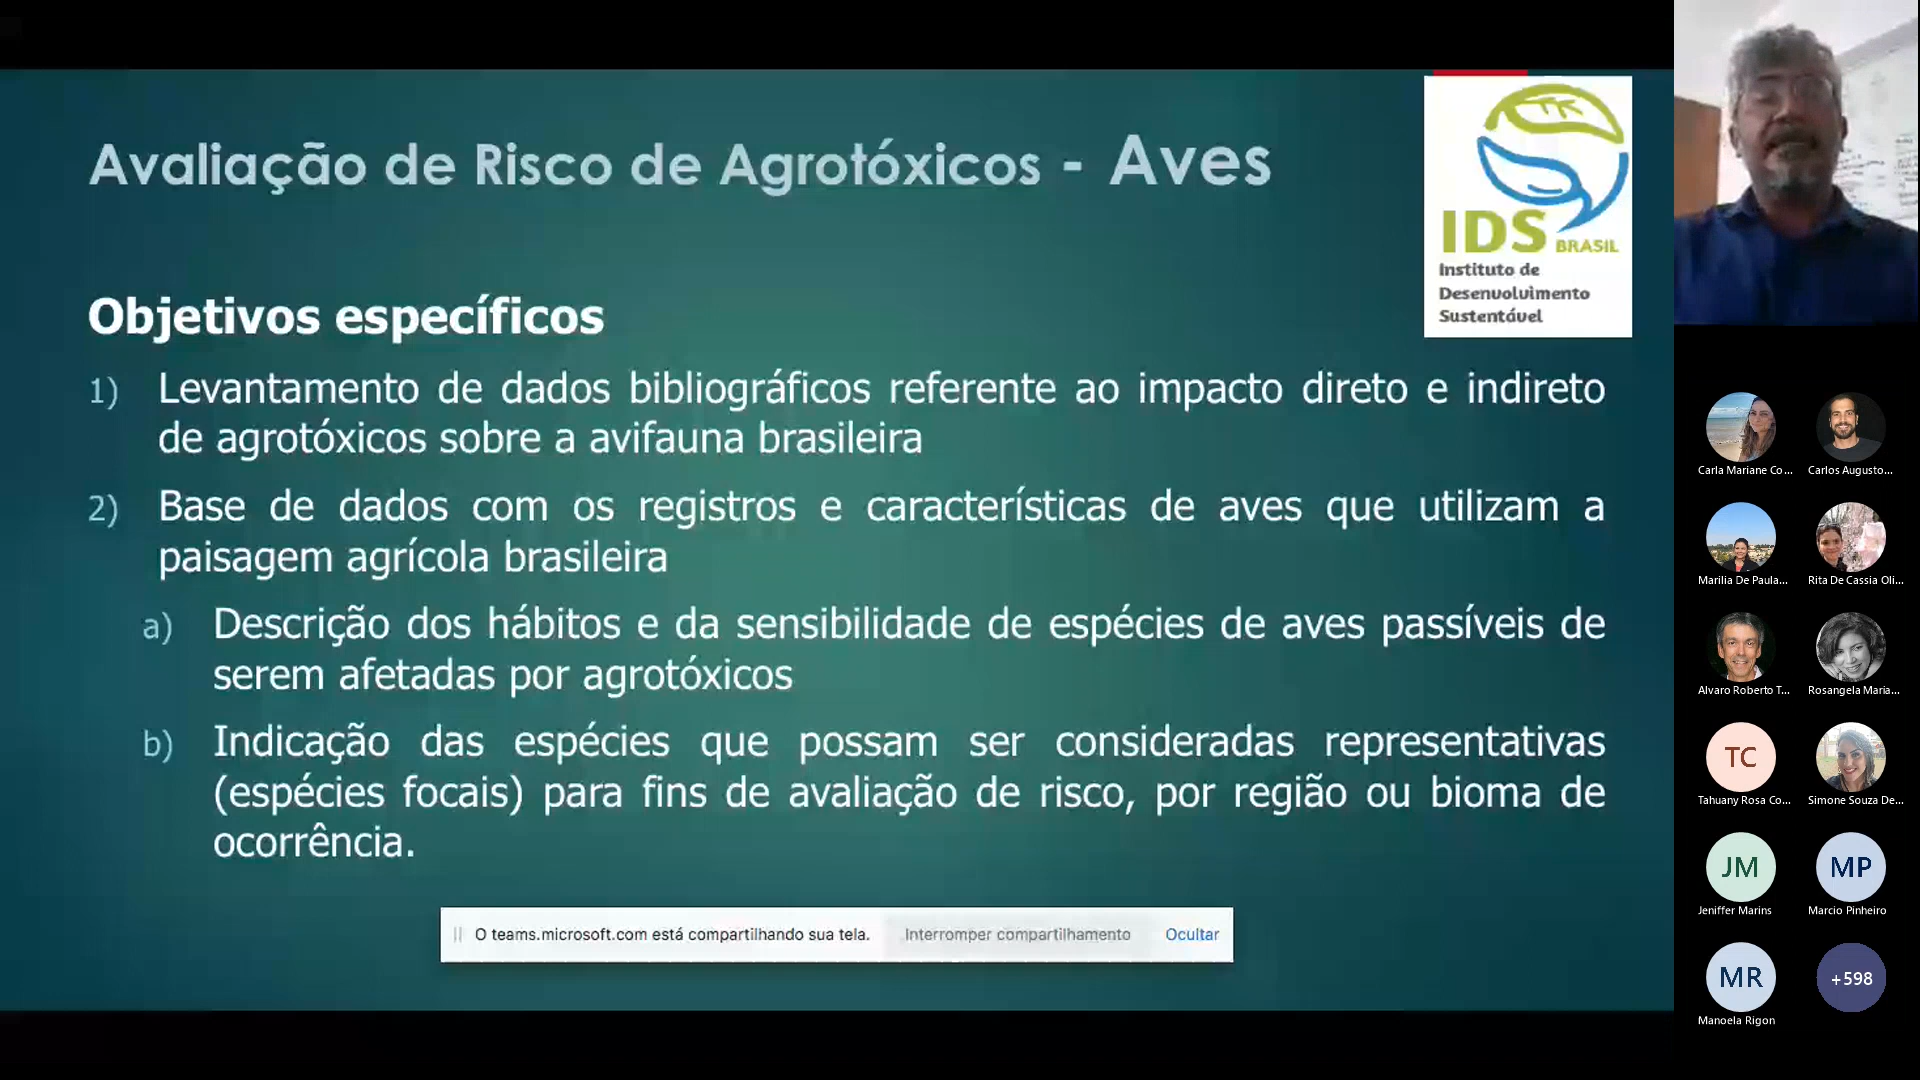 Avaliação de Risco de Agrotóxicos - Aves
TK
IDS BRASIL
Instituto de
Desenvolvimento
Sustentável
Objetivos específicos
1) Levantamento de dados bibliográficos referente ao impacto direto e indireto
de agrotóxicos sobre a avifauna brasileira
2) Base de dados com os registros e características de aves que utilizam a
paisagem agrícola brasileira
a) Descrição dos hábitos e da sensibilidade de espécies de aves passíveis de
serem afetadas por agrotóxicos
b) Indicação das espécies que possam ser consideradas representativas
(espécies focais) para fins de avaliação de risco, por região ou bioma de
ocorrência.
O teams.microsoft.com está compartilhando sua tela. Interromper compartilhamento Ocultar
Carla Mariane Co... Carlos Augusto...
Marilia De Paula... Rita De Cassia Oli...
Alvaro Roberto T... Rosangela Maria...
TC
Tahuany Rosa Co... Simone Souza De...
JM MP
Jeniffer Marins Marcio Pinheiro
MR +598
Manoela Rigon